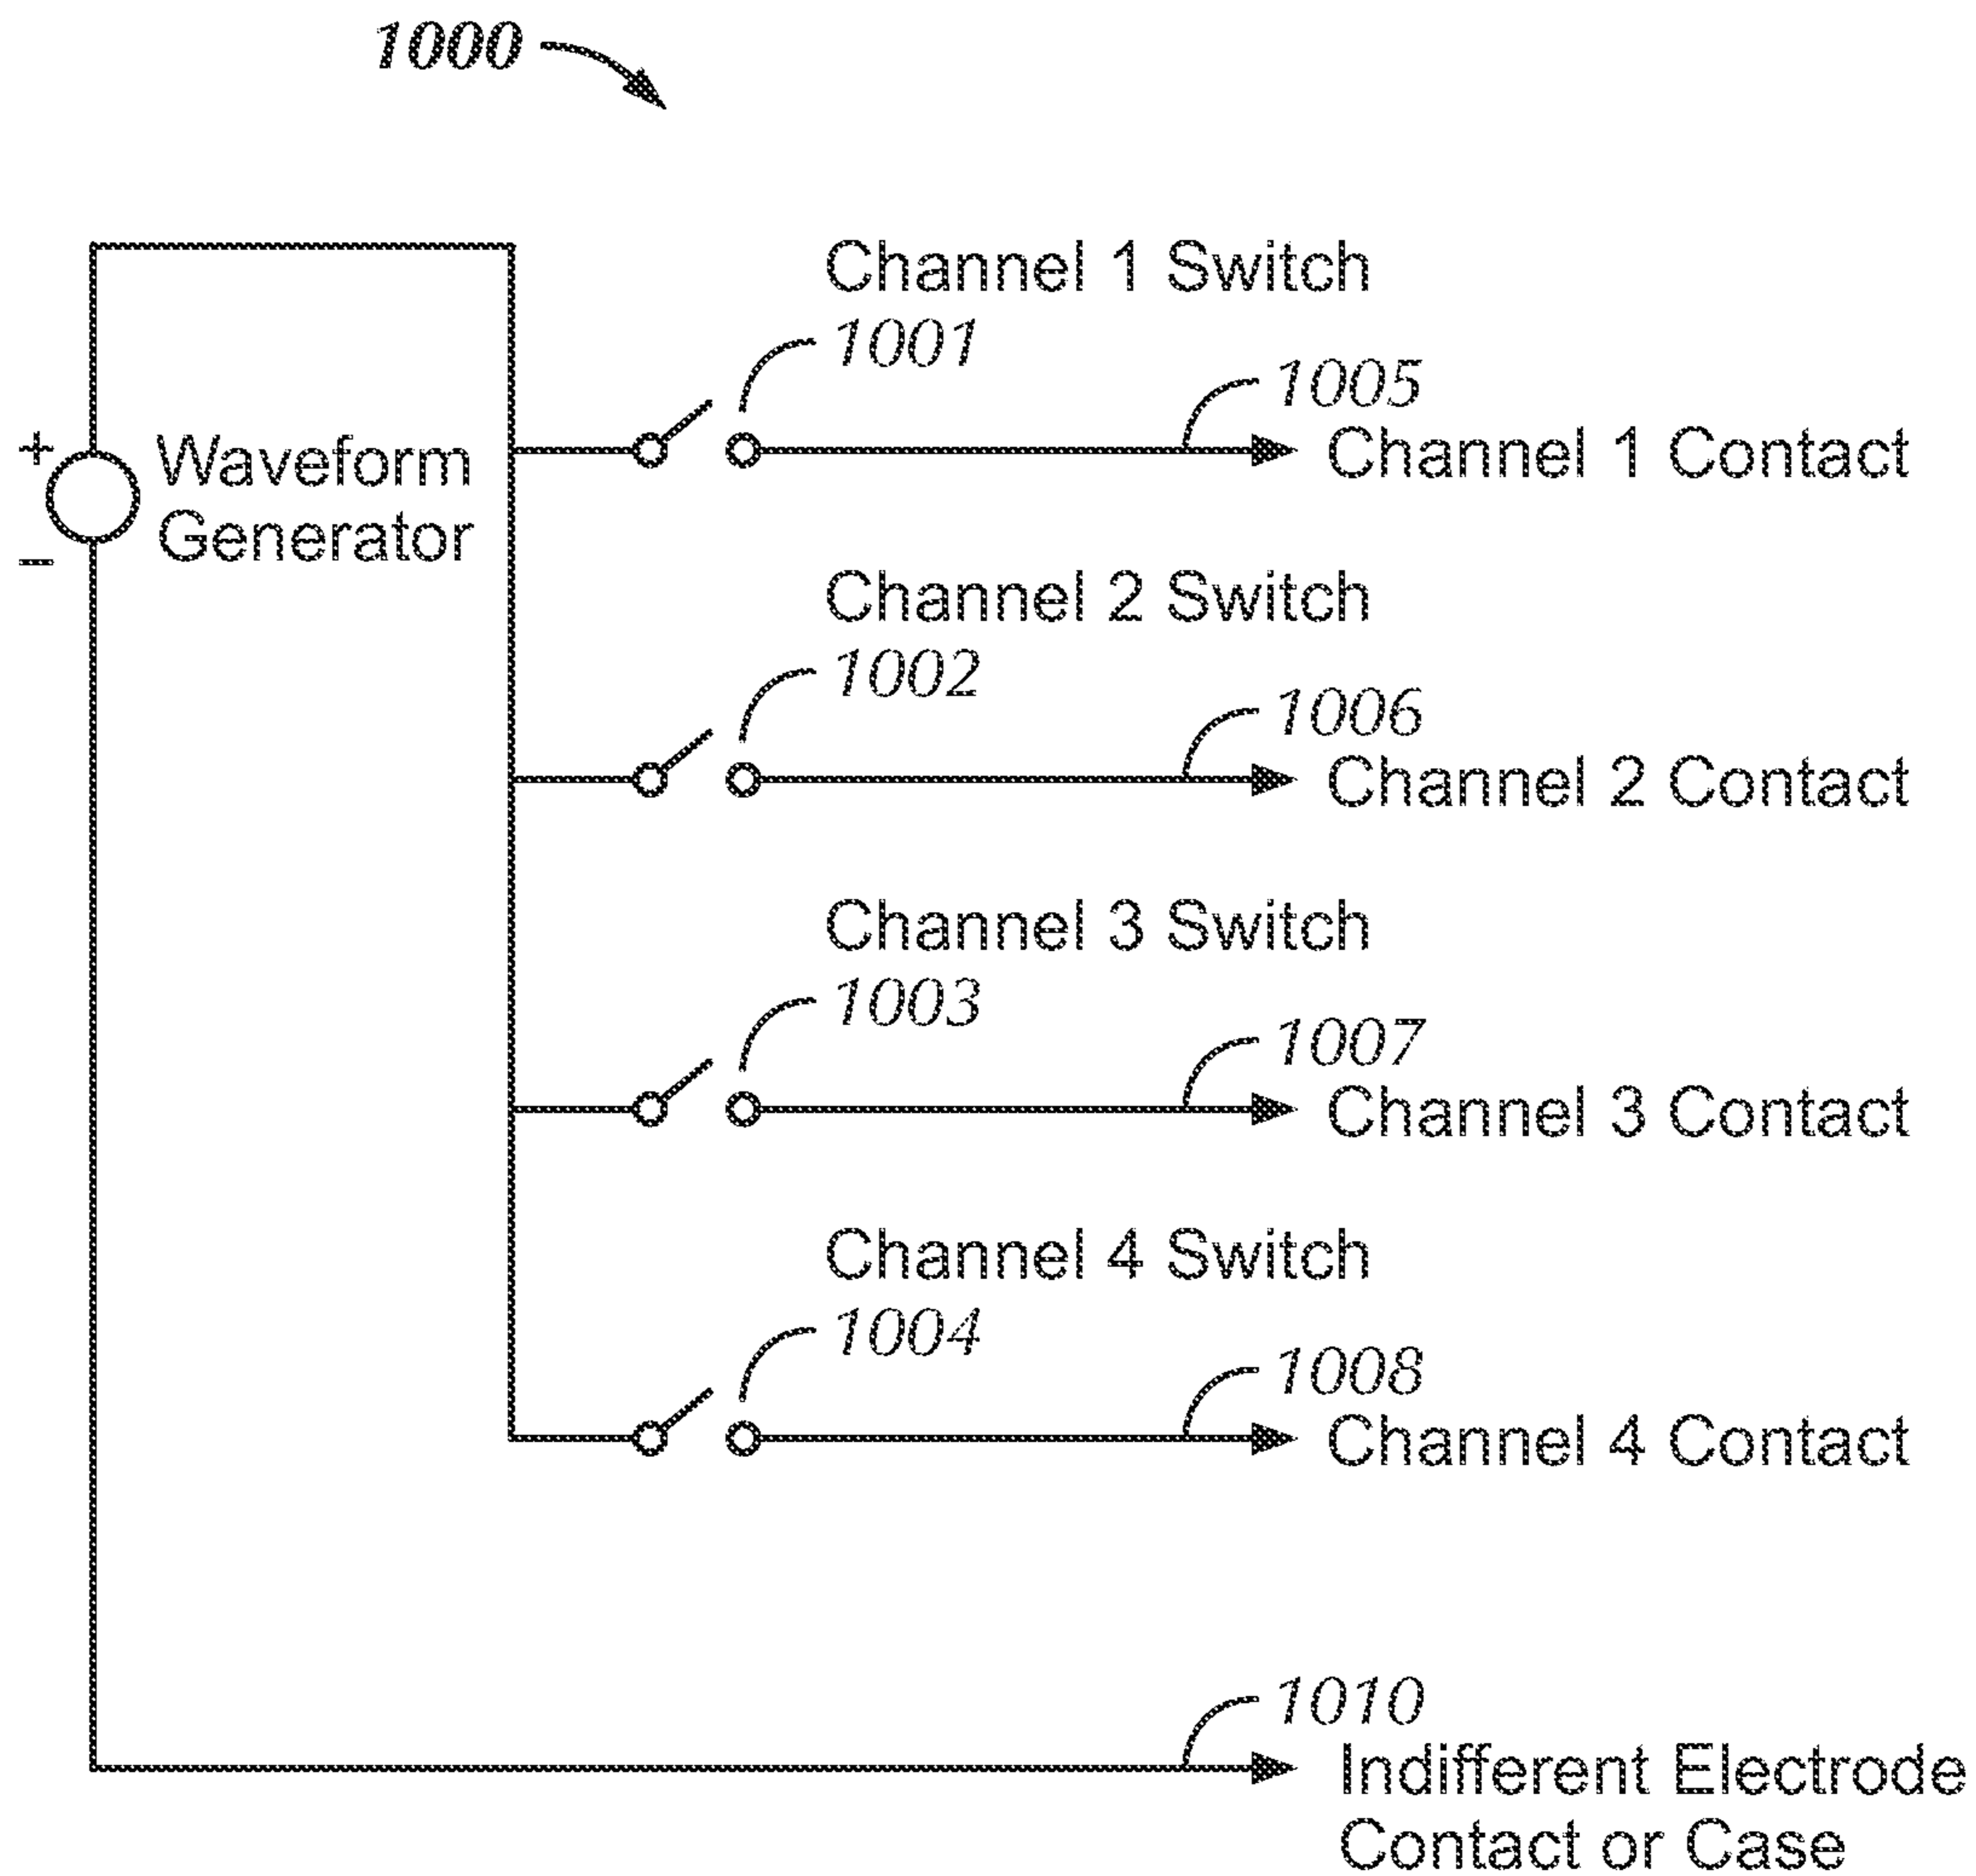 1000
Channel 1 Switch
1001
1005
+
Waveform
Channel 1 Contact
Generator
−
Channel 2 Switch
1002
1006
Channel 2 Contact
Channel 3 Switch
1003
1007
Channel 3 Contact
Channel 4 Switch
1004
1008
Channel 4 Contact
1010
Indifferent Electrode
Contact or Case